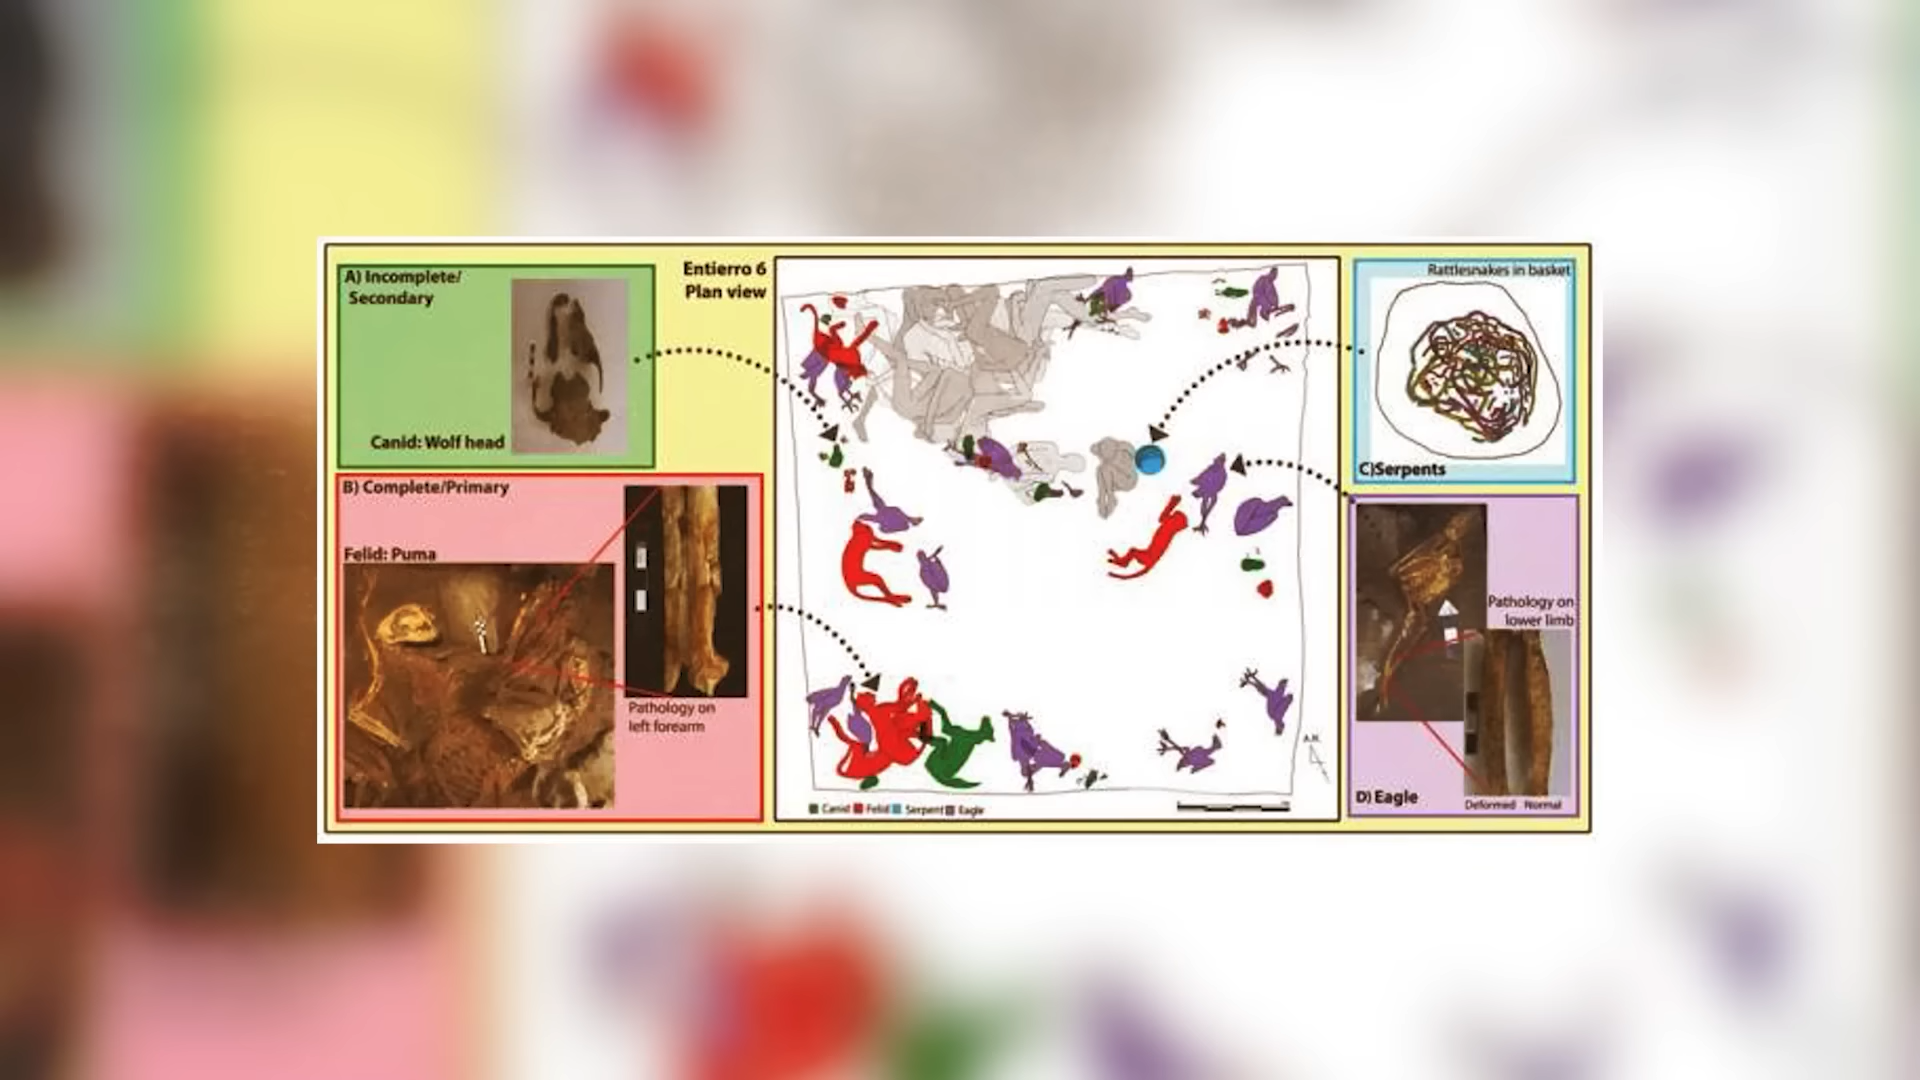 A) Incomplete/
Secondary
Canid: Wolf head
Entierro 6
Plan view
B) Complete/Primary
Felid: Puma
Pathology on
left forearm
Canid Felid Serpent Eagle
A.N.
Rattlesnakes in basket
C)Serpents
Pathology on
lower limb
D) Eagle
Deformed Normal